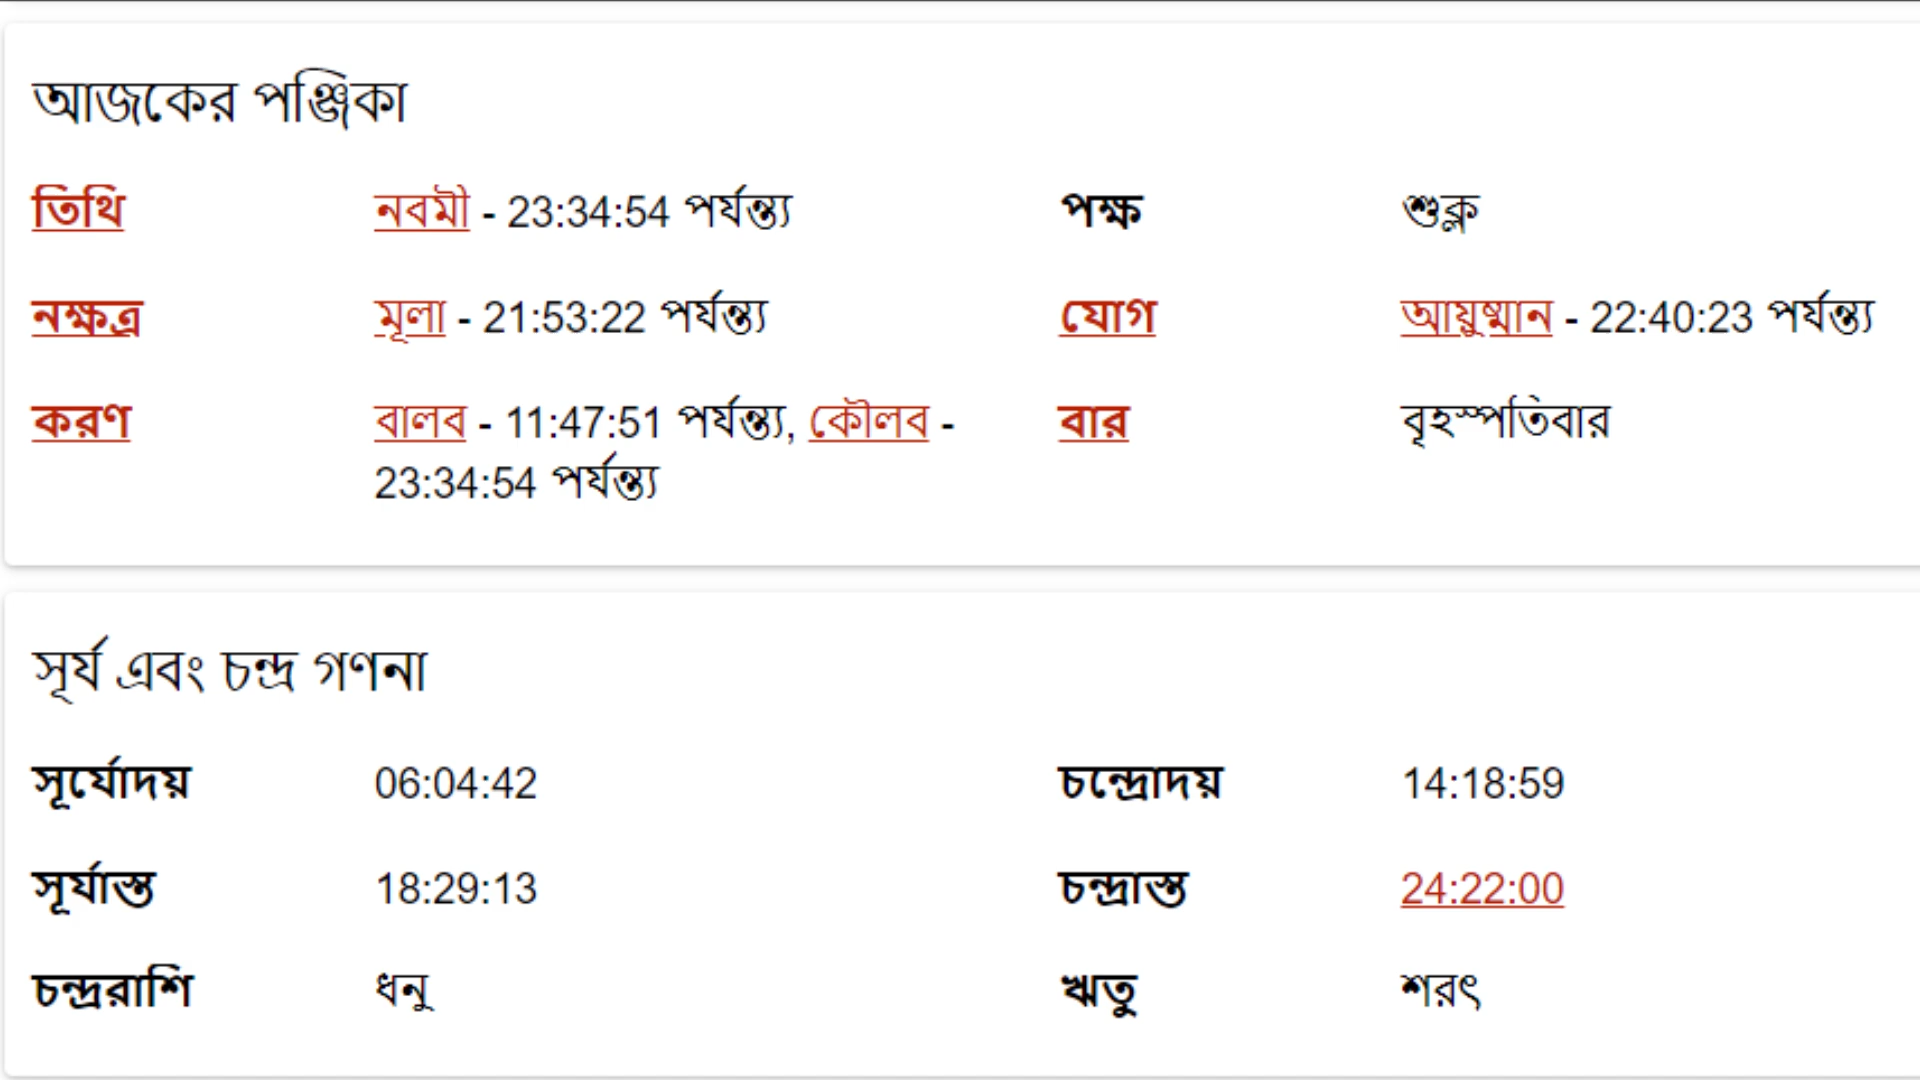 আজকের পঞ্জিকা
তিথি নবমী - 23:34:54 পর্যন্ত্য পক্ষ শুক্ল
নক্ষত্র মূলা - 21:53:22 পর্যন্ত্য যোগ আয়ুষ্মান - 22:40:23 পর্যন্ত্য
করণ বালব - 11:47:51 পর্যন্ত্য, কৌলব - বার বৃহস্পতিবার
23:34:54 পর্যন্ত্য
সূর্য এবং চন্দ্র গণনা
সূর্যোদয় 06:04:42 চন্দ্রোদয় 14:18:59
সূর্যাস্ত 18:29:13 চন্দ্রাস্ত 24:22:00
চন্দ্ররাশি ধনু ঋতু শরৎ